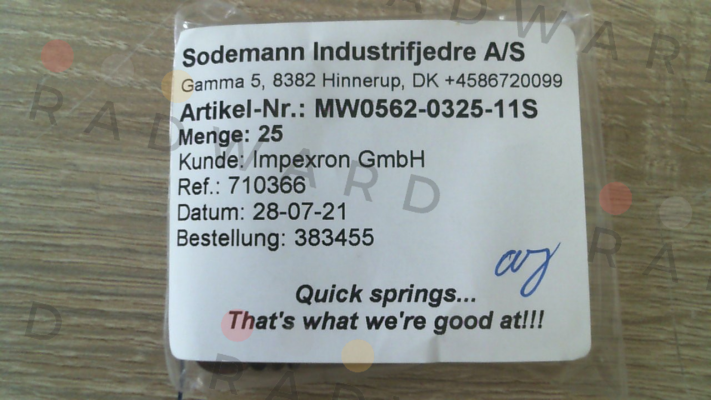 Sodemann Industrifjedre A/S
Gamma 5, 8382 Hinnerup, DK +4586720099
Artikel-Nr.: MW0562-0325-11S
Menge: 25
Kunde: Impexron GmbH
Ref.: 710366
Datum: 28-07-21
Bestellung: 383455
Quick springs...
That's what we're good at!!!
RADWARD